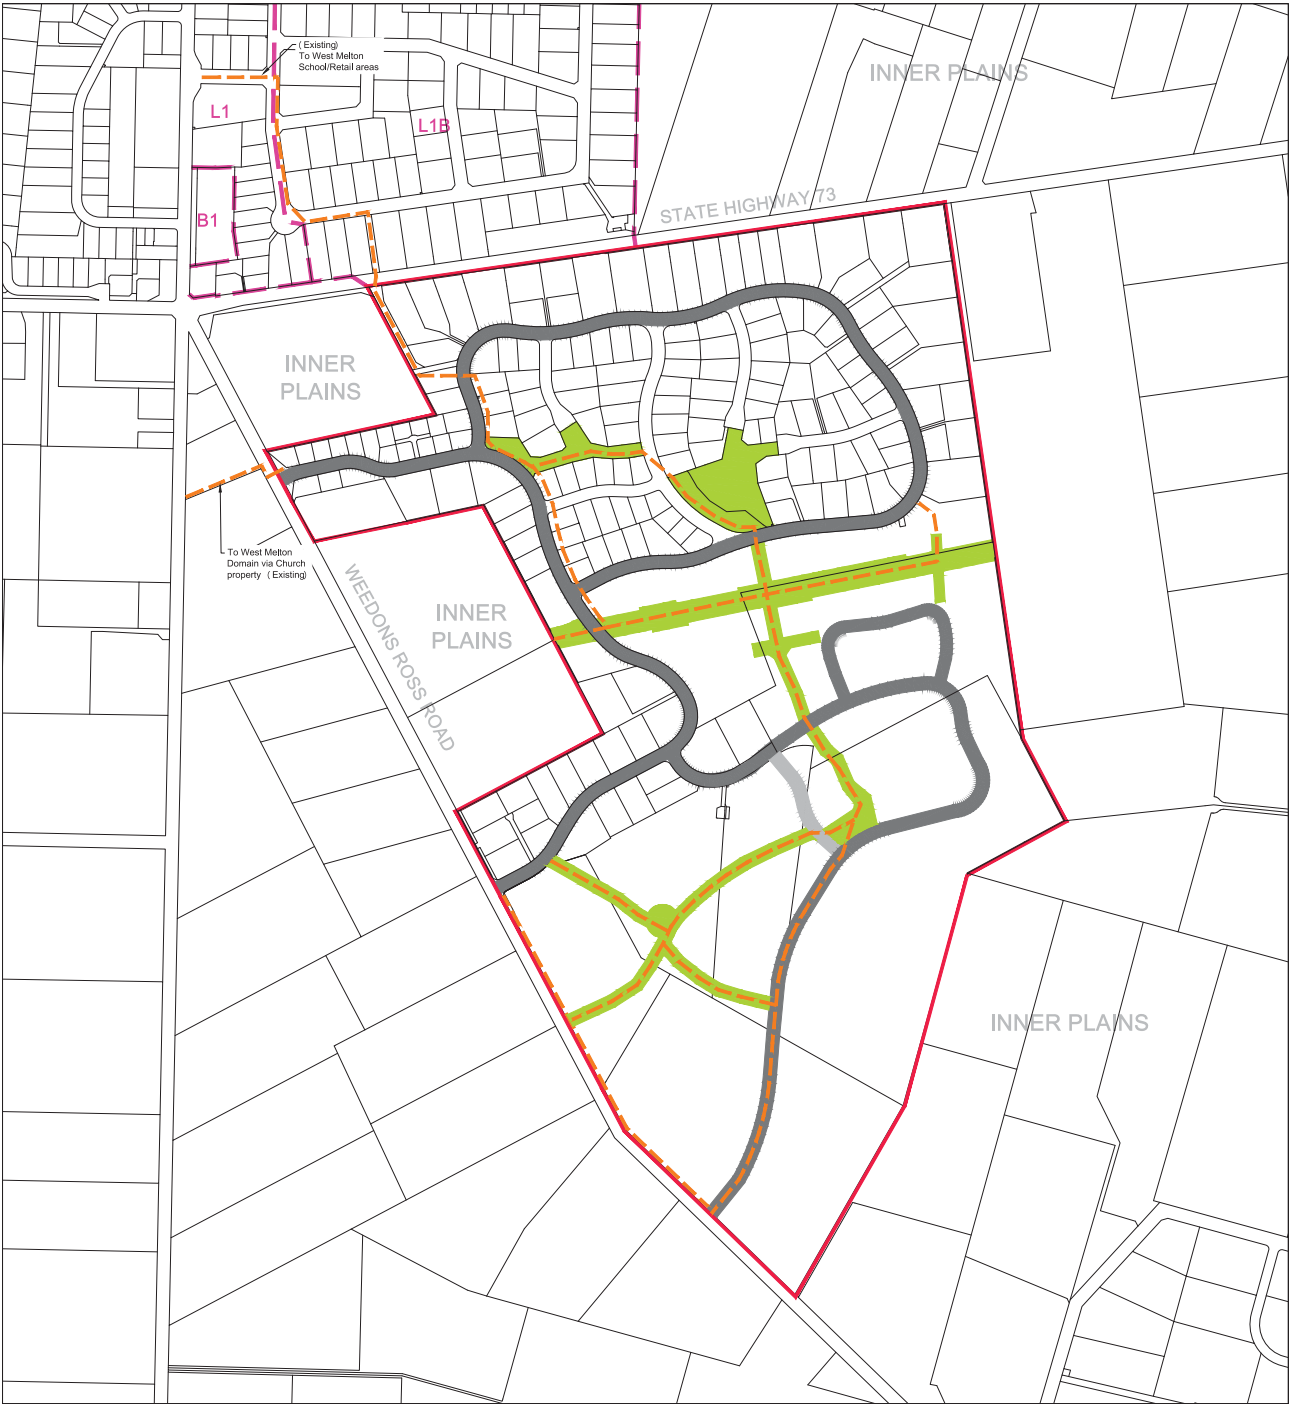 ( Existing)
To West Melton
School/Retail areas
INNER PLAINS
L1
L1B
B1
STATE HIGHWAY 73
INNER
PLAINS
To West Melton
Domain via Church
property ( Existing)
WEEDONS ROSS ROAD
INNER
PLAINS
INNER PLAINS